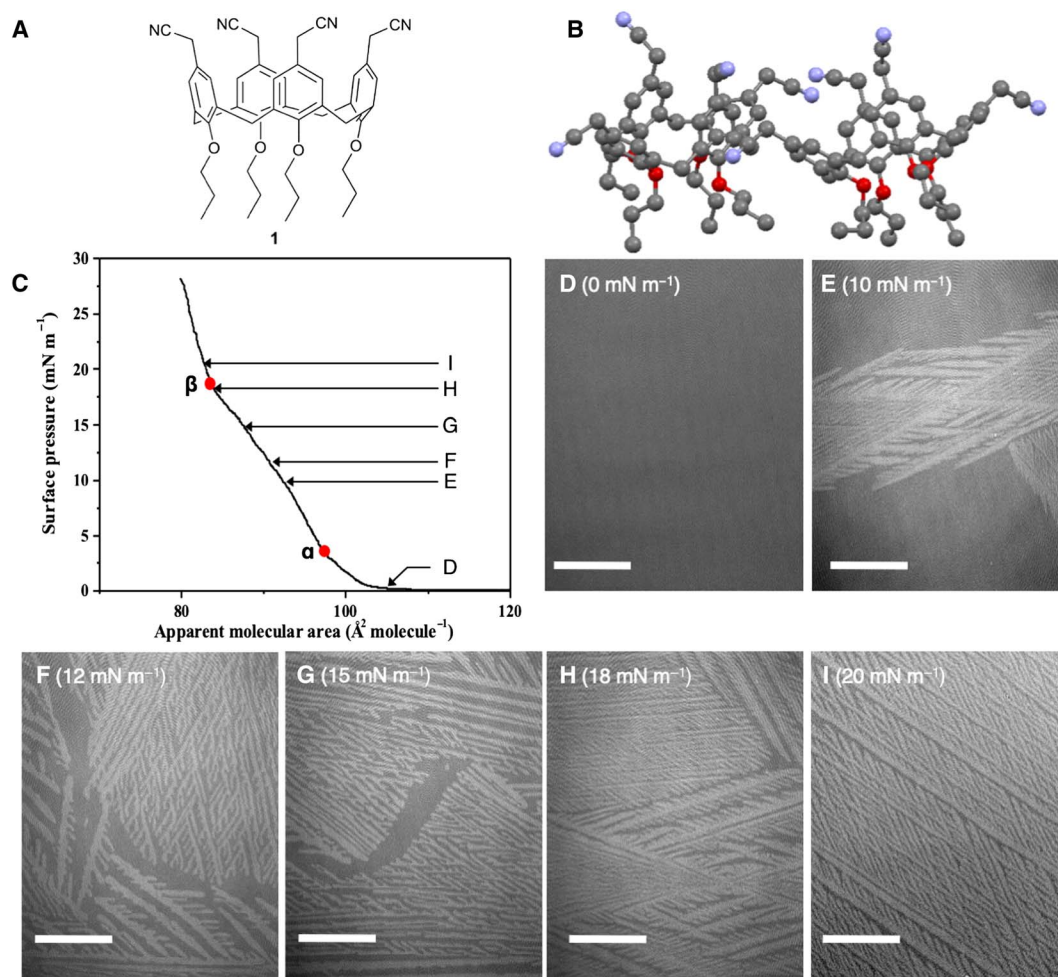 A
NC
CN
NC
CN
O
O
O
O
1
B
C
Surface pressure (mN m⁻¹)
30
25
20
15
10
5
0
80
100
120
Apparent molecular area (Å² molecule⁻¹)
I
β
H
G
F
E
α
D
D (0 mN m⁻¹)
E (10 mN m⁻¹)
F (12 mN m⁻¹)
G (15 mN m⁻¹)
H (18 mN m⁻¹)
I (20 mN m⁻¹)